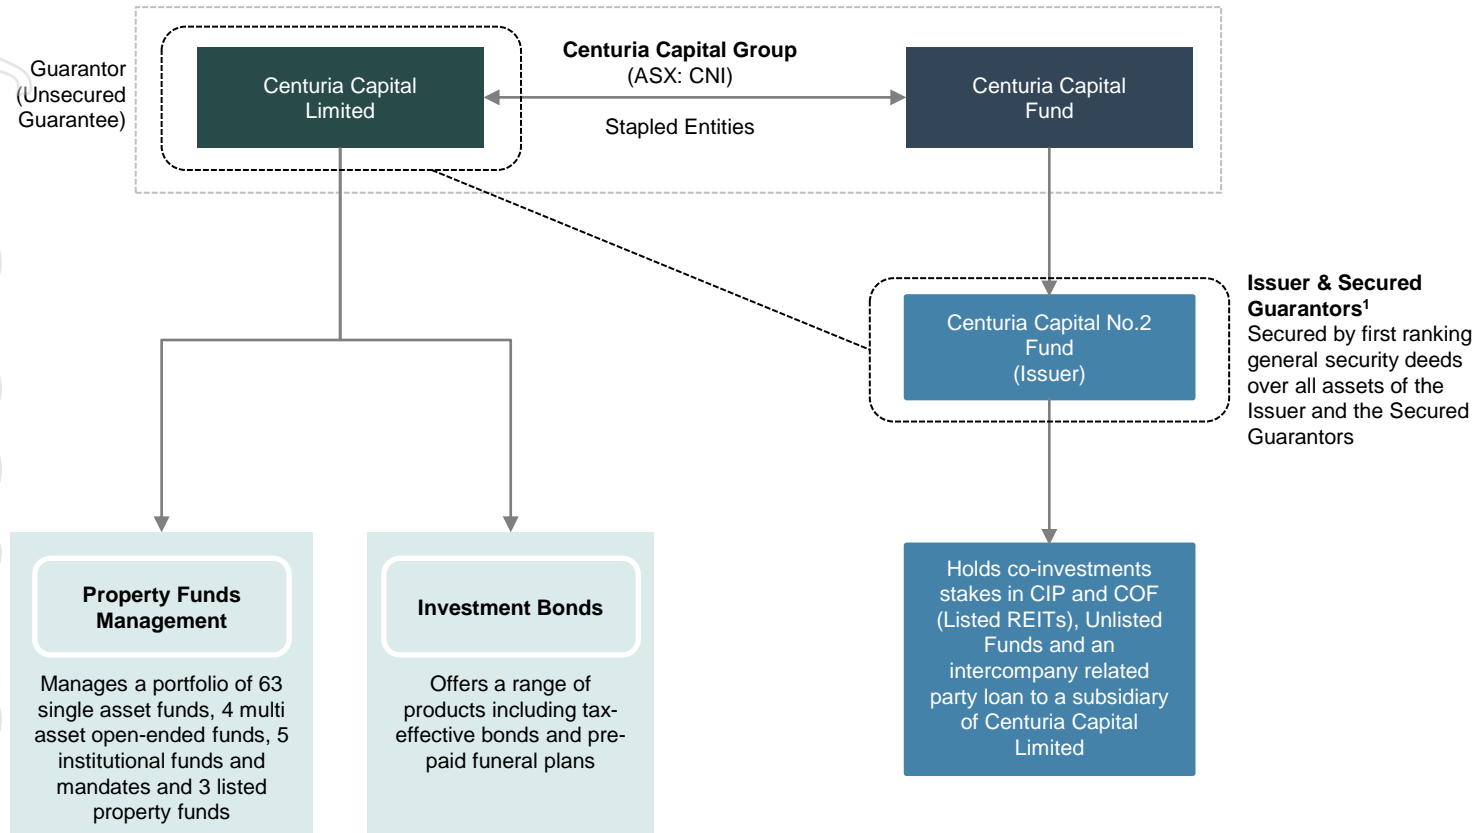 Guarantor
(Unsecured
Guarantee)
Centuria Capital
Limited
Centuria Capital Group
(ASX: CNI)
Stapled Entities
Centuria Capital
Fund
Centuria Capital No.2
Fund
(Issuer)
Issuer & Secured
Guarantors¹
Secured by first ranking
general security deeds
over all assets of the
Issuer and the Secured
Guarantors
Property Funds
Management
Manages a portfolio of 63
single asset funds, 4 multi
asset open-ended funds, 5
institutional funds and
mandates and 3 listed
property funds
Investment Bonds
Offers a range of
products including tax-
effective bonds and pre-
paid funeral plans
Holds co-investments
stakes in CIP and COF
(Listed REITs), Unlisted
Funds and an
intercompany related
party loan to a subsidiary
of Centuria Capital
Limited